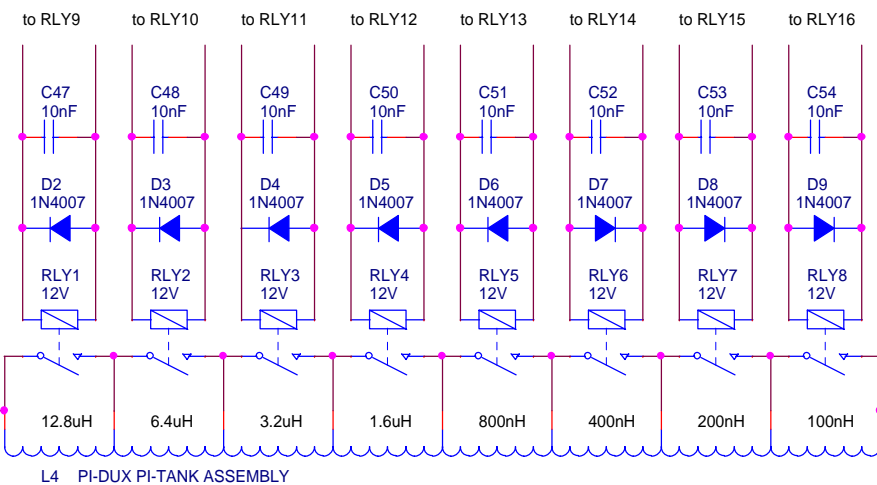 to RLY9 to RLY10 to RLY11 to RLY12 to RLY13 to RLY14 to RLY15 to RLY16
C47 C48 C49 C50 C51 C52 C53 C54
10nF 10nF 10nF 10nF 10nF 10nF 10nF 10nF
D2 D3 D4 D5 D6 D7 D8 D9
1N4007 1N4007 1N4007 1N4007 1N4007 1N4007 1N4007 1N4007
RLY1 RLY2 RLY3 RLY4 RLY5 RLY6 RLY7 RLY8
12V 12V 12V 12V 12V 12V 12V 12V
12.8uH 6.4uH 3.2uH 1.6uH 800nH 400nH 200nH 100nH
L4 PI-DUX PI-TANK ASSEMBLY